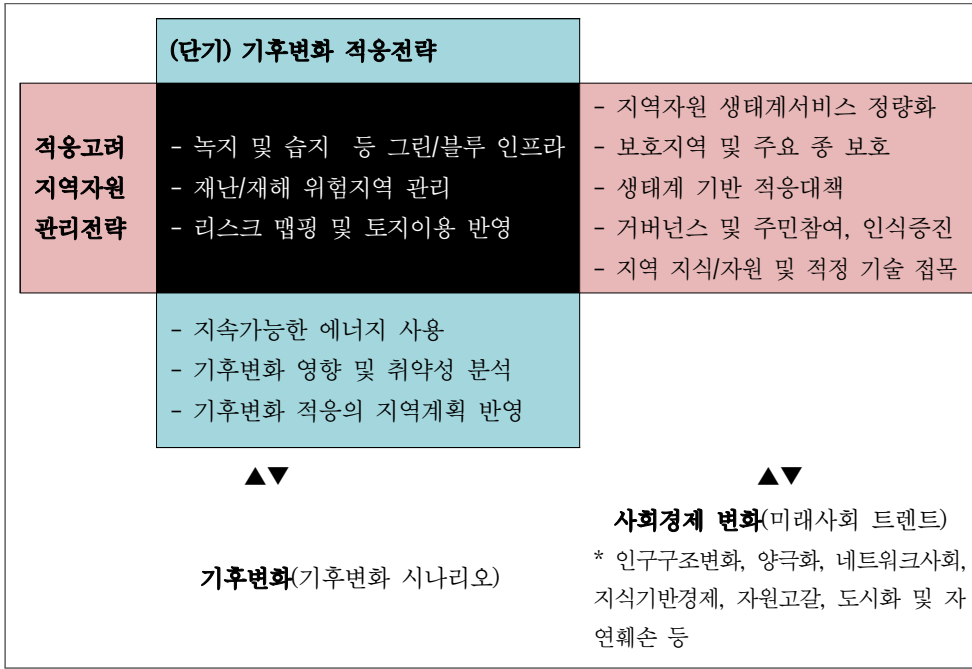 (단기) 기후변화 적응전략
적응고려
지역자원
관리전략
- 녹지 및 습지 등 그린/블루 인프라
- 재난/재해 위험지역 관리
- 리스크 맵핑 및 토지이용 반영
- 지역자원 생태계서비스 정량화
- 보호지역 및 주요 종 보호
- 생태계 기반 적응대책
- 거버넌스 및 주민참여, 인식증진
- 지역 지식/자원 및 적정 기술 접목
- 지속가능한 에너지 사용
- 기후변화 영향 및 취약성 분석
- 기후변화 적응의 지역계획 반영
▲▼
기후변화(기후변화 시나리오)
▲▼
사회경제 변화(미래사회 트렌트)
* 인구구조변화, 양극화, 네트워크사회,
지식기반경제, 자원고갈, 도시화 및 자
연훼손 등